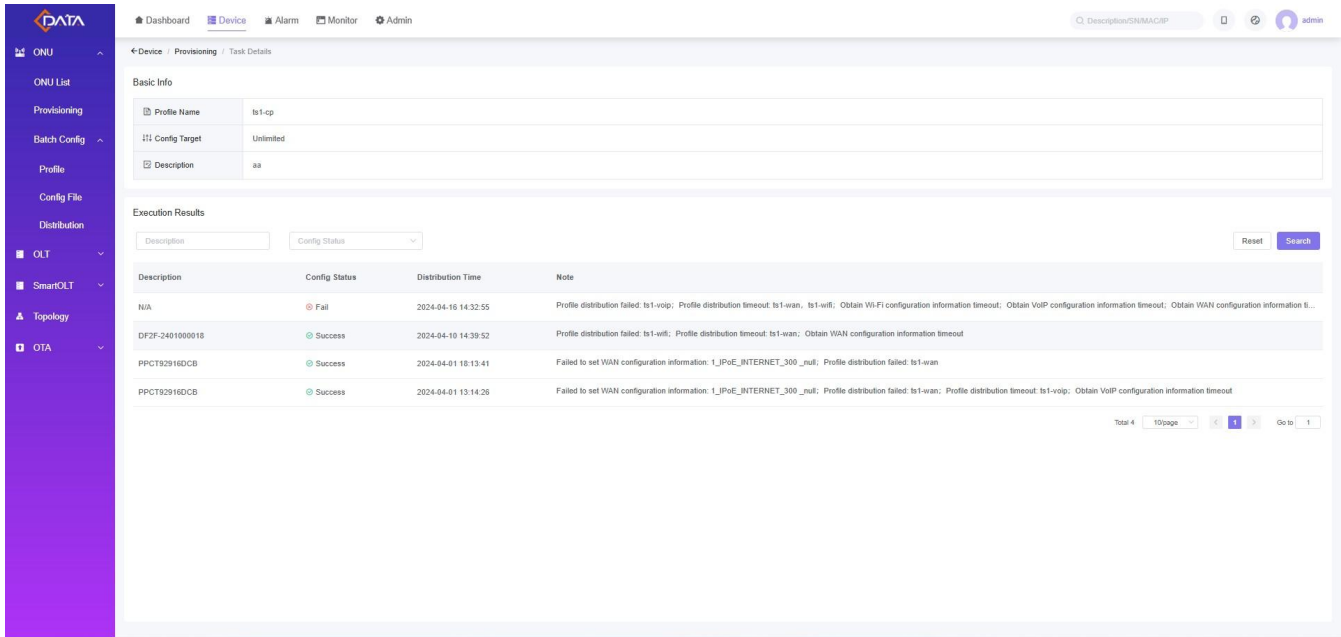 DATA
Dashboard Device Alarm Monitor Admin
Q, Description/SN/MAC/IP
admin
ONU
ONU List
Provisioning
Batch Config
Profile
Config File
Distribution
OLT
SmartOLT
Topology
OTA
Device / Provisioning / Task Details
Basic Info
Profile Name ts1-cp
Config Target Unlimited
Description aa
Execution Results
Description Config Status Reset Search
Description Config Status Distribution Time Note
N/A Fail 2024-04-16 14:32:55 Profile distribution failed: ts1-voip; Profile distribution timeout: ts1-wan, ts1-wifi; Obtain Wi-Fi configuration information timeout; Obtain VoIP configuration information timeout; Obtain WAN configuration information ti...
DF2F-2401000018 Success 2024-04-10 14:39:52 Profile distribution failed: ts1-wifi; Profile distribution timeout: ts1-wan; Obtain WAN configuration information timeout
PPCT92916DCB Success 2024-04-01 18:13:41 Failed to set WAN configuration information: 1_IPoE_INTERNET_300 _null; Profile distribution failed: ts1-wan
PPCT92916DCB Success 2024-04-01 13:14:26 Failed to set WAN configuration information: 1_IPoE_INTERNET_300 _null; Profile distribution failed: ts1-wan; Profile distribution timeout: ts1-voip; Obtain VoIP configuration information timeout
Total 4 10/page < 1 > Go to 1